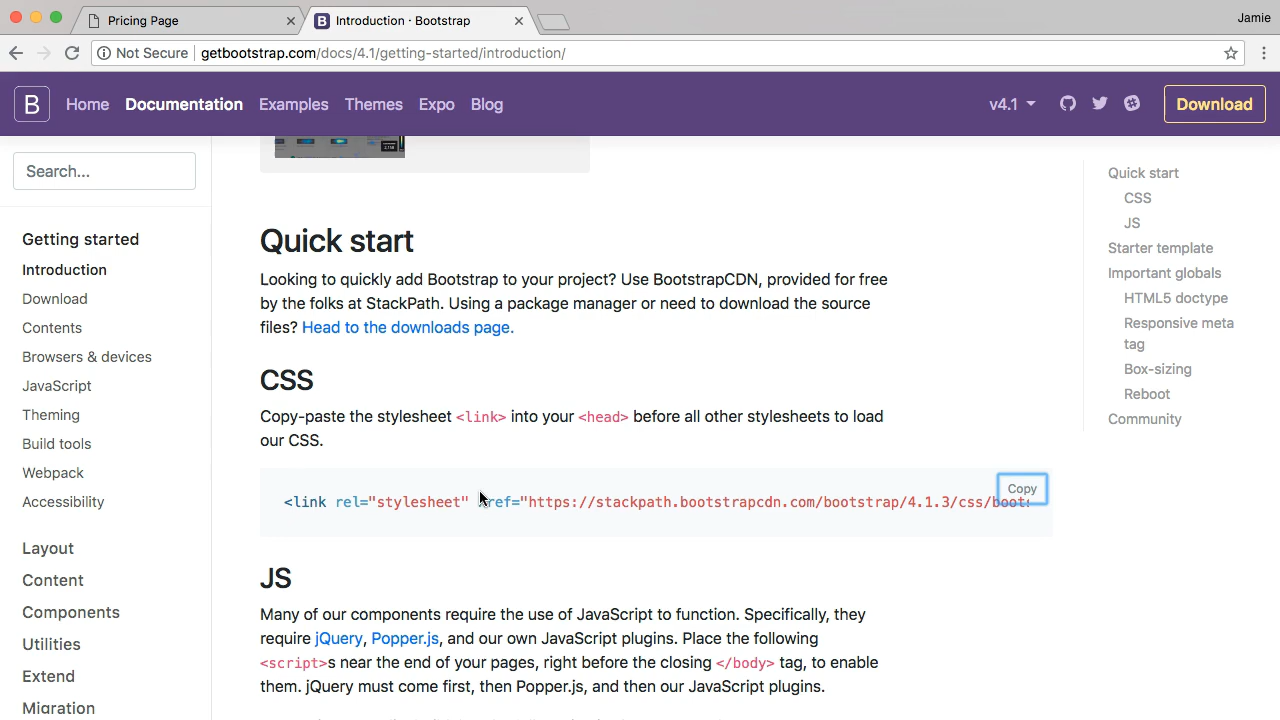 Pricing Page
Introduction · Bootstrap
Jamie
Not Secure
getbootstrap.com/docs/4.1/getting-started/introduction/
B
Home
Documentation
Examples
Themes
Expo
Blog
v4.1
Download
Search...
Getting started
Introduction
Download
Contents
Browsers & devices
JavaScript
Theming
Build tools
Webpack
Accessibility
Layout
Content
Components
Utilities
Extend
Migration
Quick start
Looking to quickly add Bootstrap to your project? Use BootstrapCDN, provided for free
by the folks at StackPath. Using a package manager or need to download the source
files? Head to the downloads page.
CSS
Copy-paste the stylesheet <link> into your <head> before all other stylesheets to load
our CSS.
Copy
<link rel="stylesheet" href="https://stackpath.bootstrapcdn.com/bootstrap/4.1.3/css/boot
JS
Many of our components require the use of JavaScript to function. Specifically, they
require jQuery, Popper.js, and our own JavaScript plugins. Place the following
<script>s near the end of your pages, right before the closing </body> tag, to enable
them. jQuery must come first, then Popper.js, and then our JavaScript plugins.
Quick start
CSS
JS
Starter template
Important globals
HTML5 doctype
Responsive meta
tag
Box-sizing
Reboot
Community